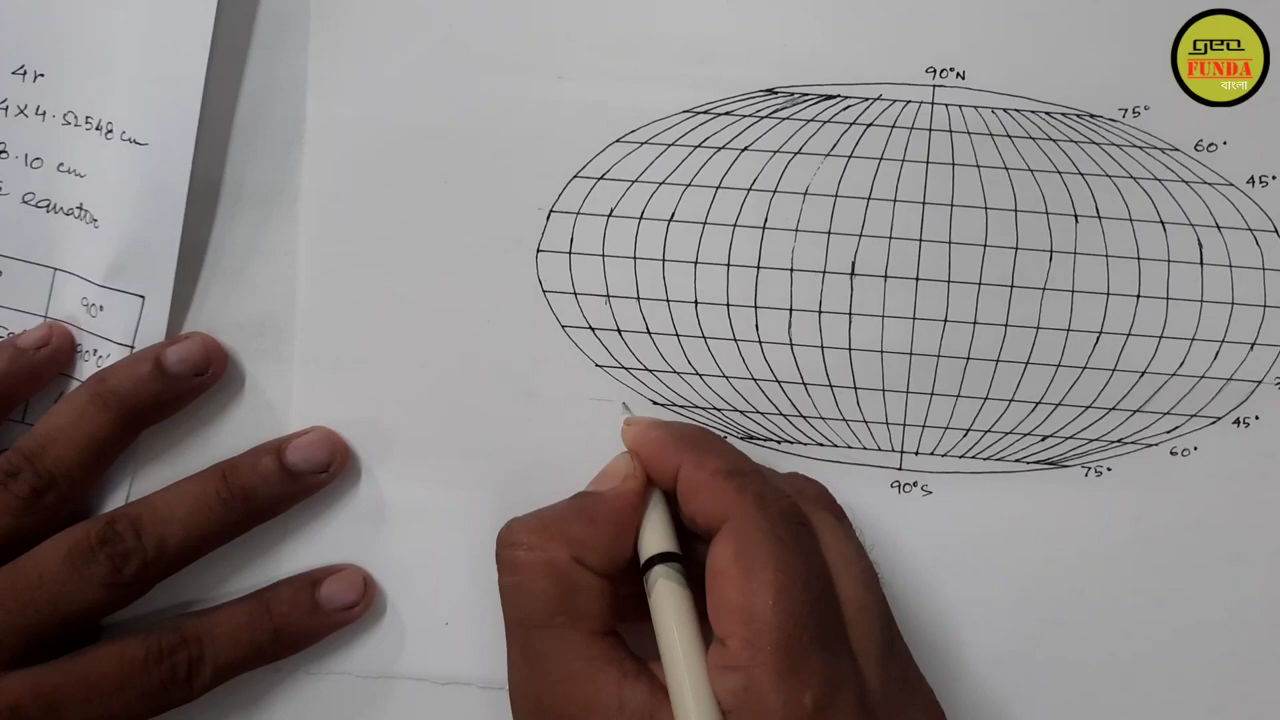 4r
4 × 4.52548 cm
8.10 cm
equator
90°
90°0'
90°N
75°
60°
45°
45°
60°
75°
90°S
geo
FUNDA
বাংলা